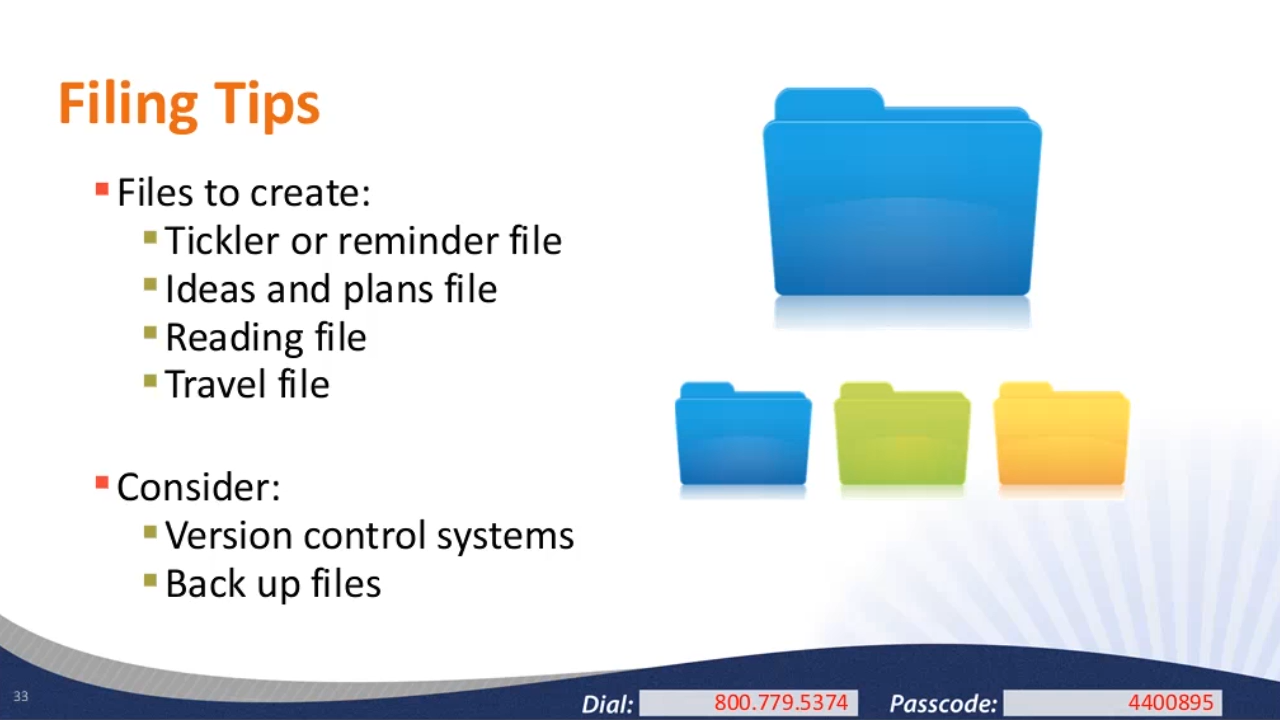 Filing Tips
Files to create:
Tickler or reminder file
Ideas and plans file
Reading file
Travel file
Consider:
Version control systems
Back up files
33
Dial: 800.779.5374 Passcode: 4400895